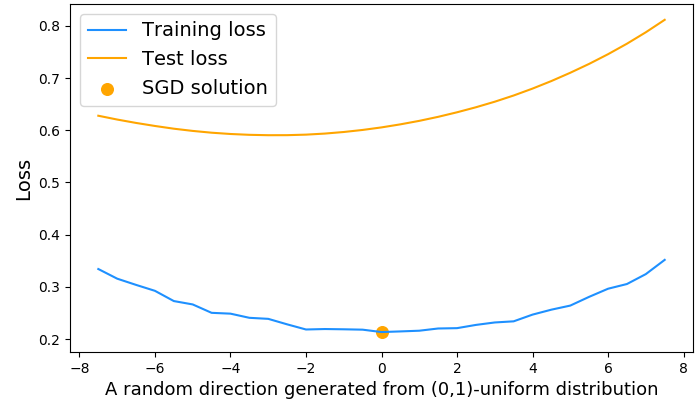 Training loss
Test loss
SGD solution
Loss
0.8
0.7
0.6
0.5
0.4
0.3
0.2
−8 −6 −4 −2 0 2 4 6 8
A random direction generated from (0,1)-uniform distribution